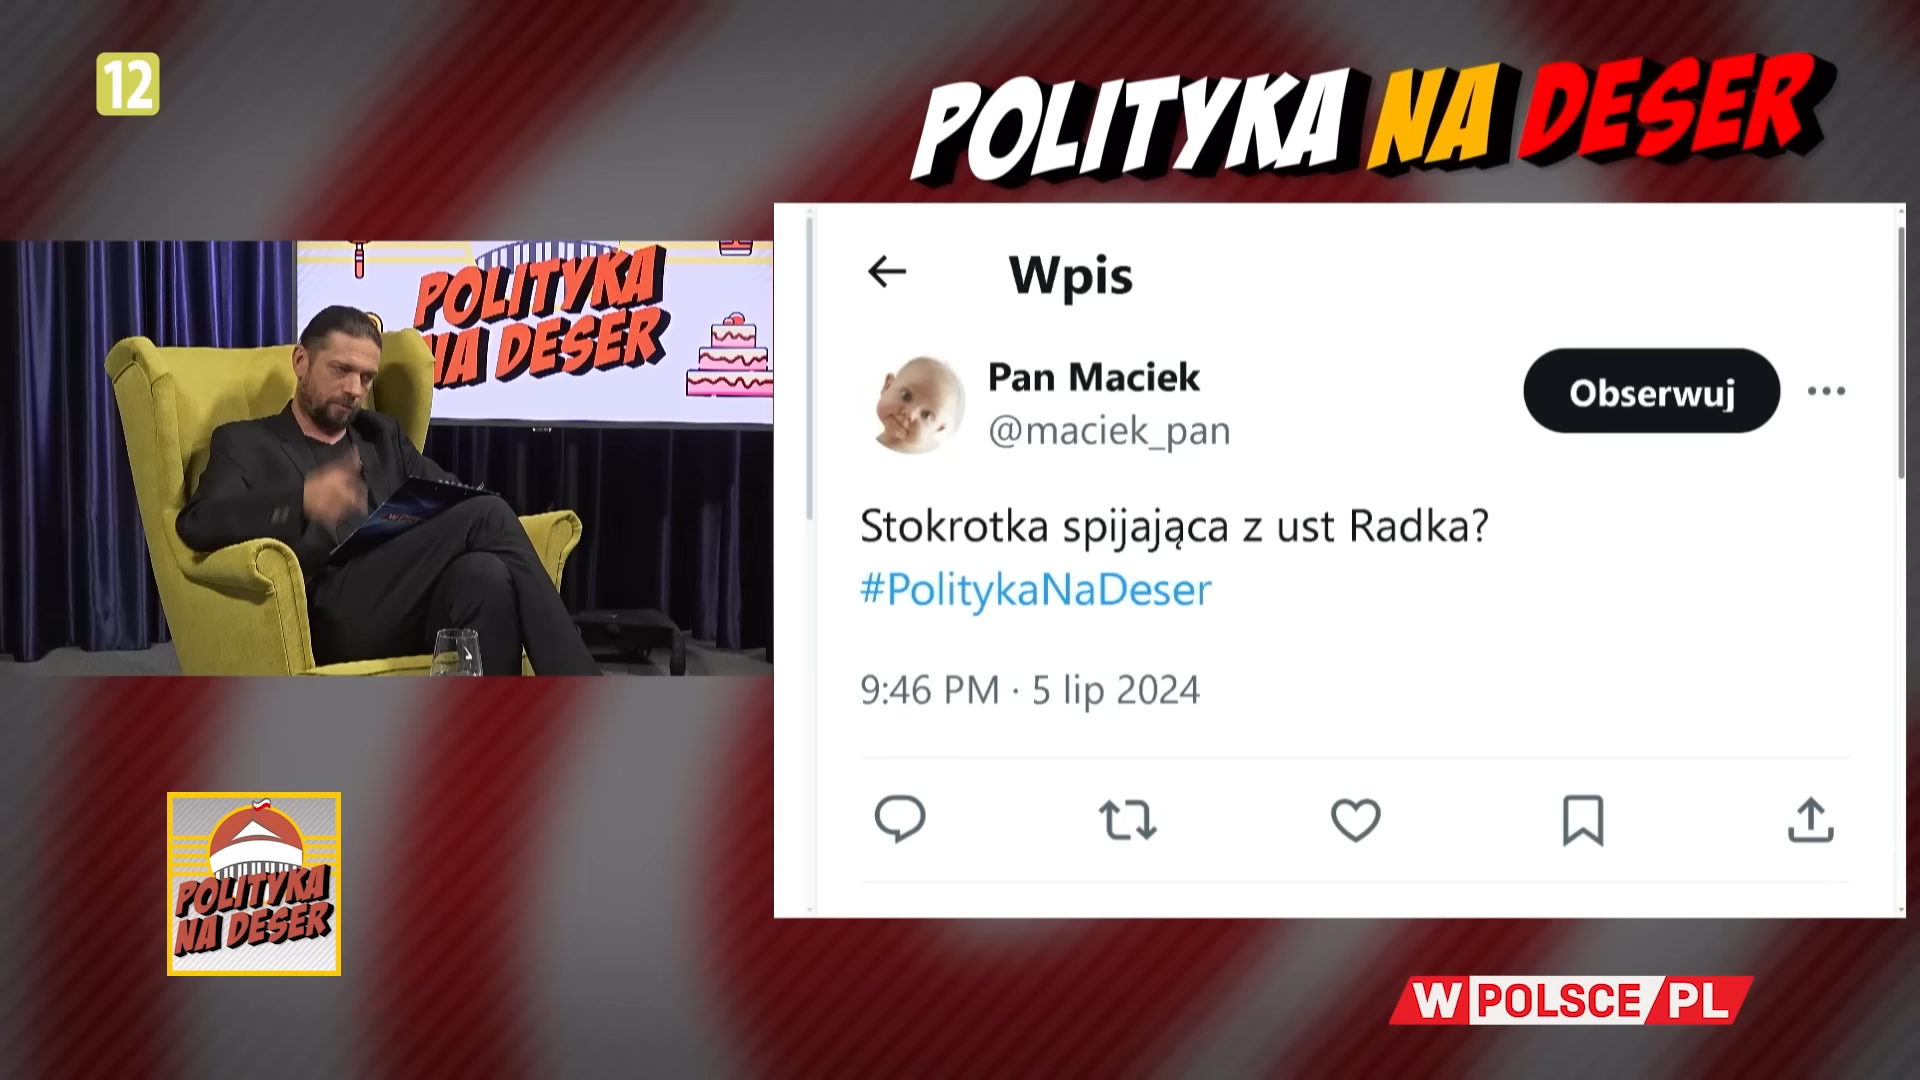 12
POLITYKA NA DESER
POLITYKA
NA DESER
Wpis
Pan Maciek
@maciek_pan
Obserwuj
Stokrotka spijająca z ust Radka?
#PolitykaNaDeser
9:46 PM · 5 lip 2024
POLITYKA
NA DESER
WPOLSCE/PL